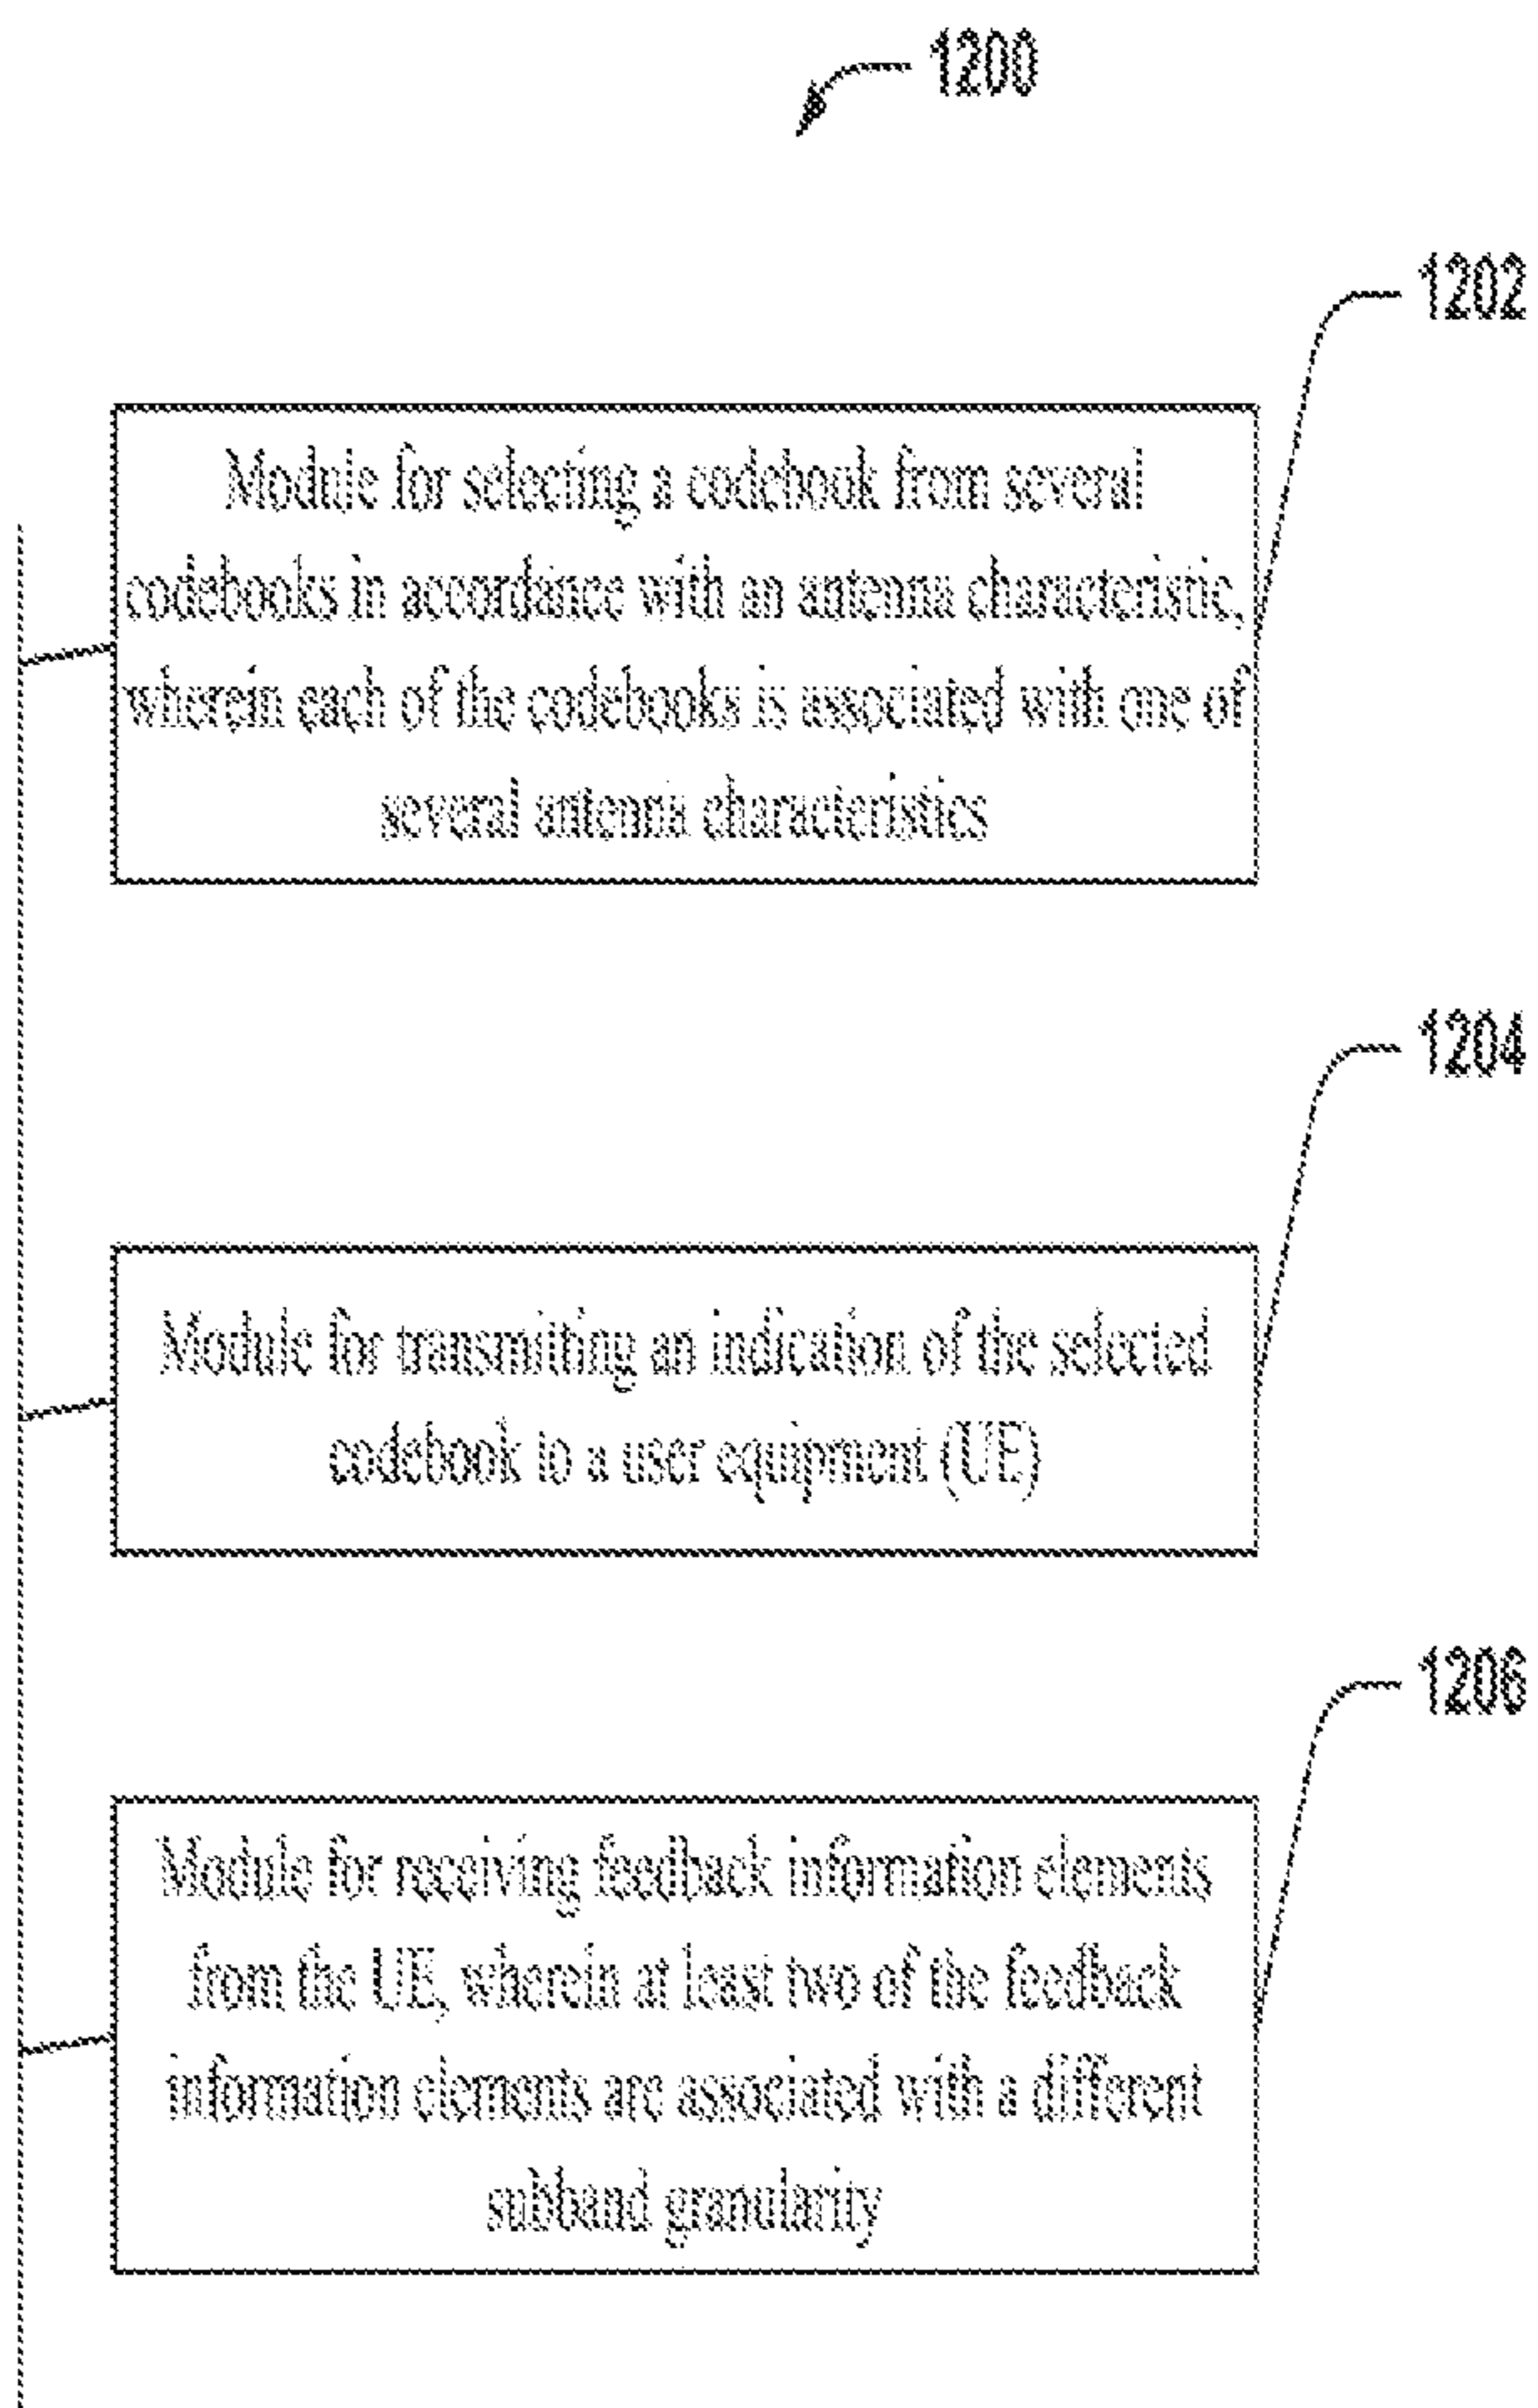 1200
1202
Module for selecting a codebook from several
codebooks in accordance with an antenna characteristic,
wherein each of the codebooks is associated with one of
several antenna characteristics
1204
Module for transmitting an indication of the selected
codebook to a user equipment (UE)
1206
Module for receiving feedback information elements
from the UE, wherein at least two of the feedback
information elements are associated with a different
subband granularity